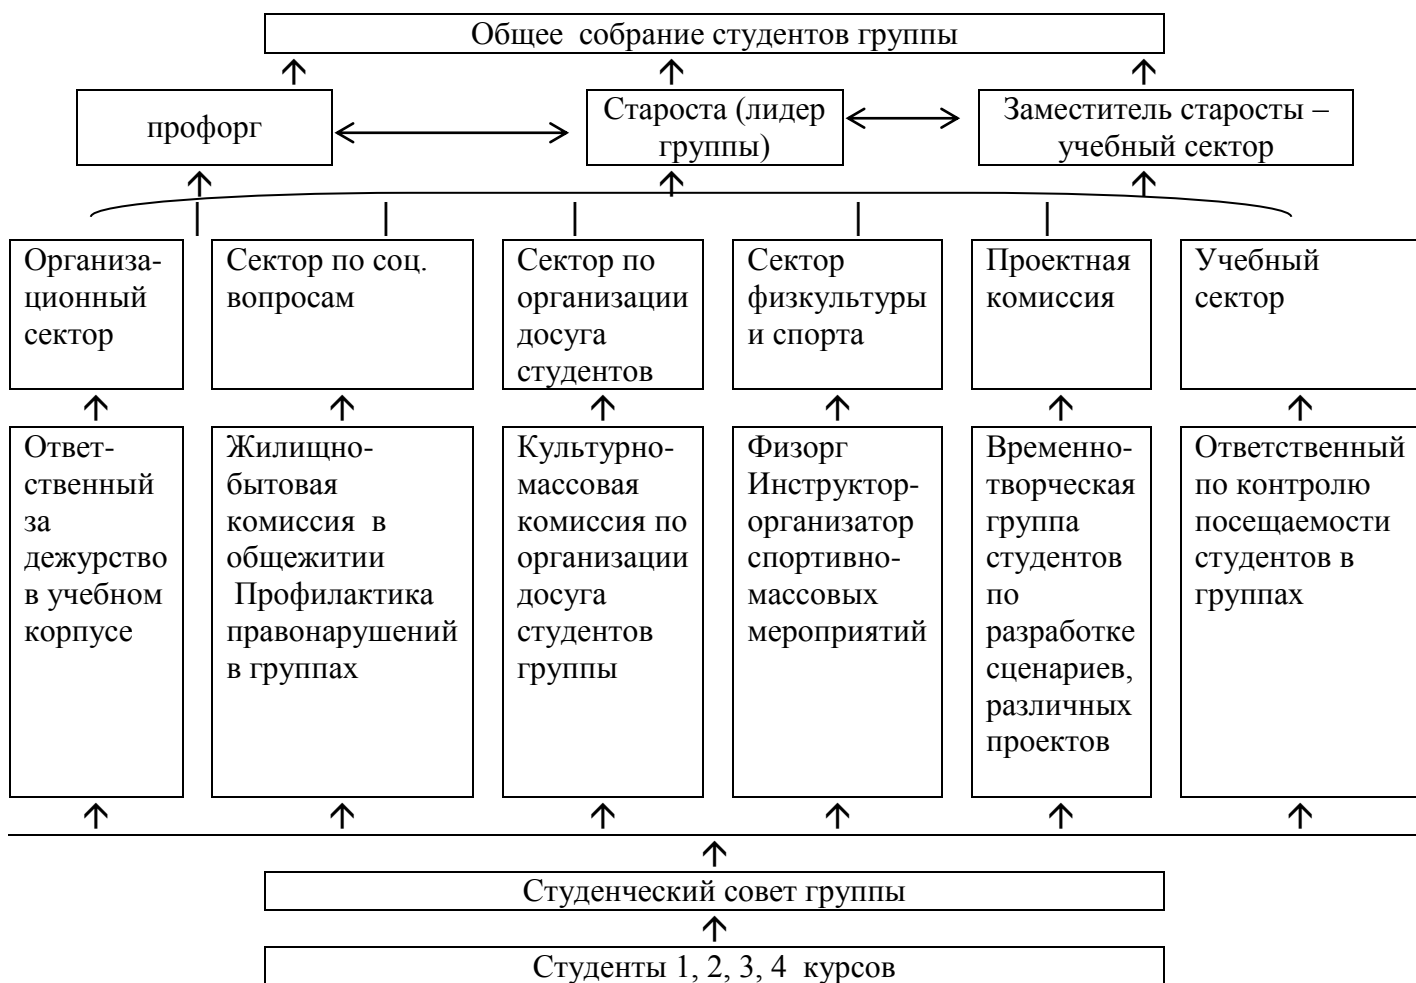 Общее собрание студентов группы
профорг
Староста (лидер
группы)
Заместитель старосты –
учебный сектор
Организа-
ционный
сектор
Сектор по соц.
вопросам
Сектор по
организации
досуга
студентов
Сектор
физкультуры
и спорта
Проектная
комиссия
Учебный
сектор
Ответ-
ственный
за
дежурство
в учебном
корпусе
Жилищно-
бытовая
комиссия в
общежитии
Профилактика
правонарушений
в группах
Культурно-
массовая
комиссия по
организации
досуга
студентов
группы
Физорг
Инструктор-
организатор
спортивно-
массовых
мероприятий
Временно-
творческая
группа
студентов
по
разработке
сценариев,
различных
проектов
Ответственный
по контролю
посещаемости
студентов в
группах
Студенческий совет группы
Студенты 1, 2, 3, 4 курсов